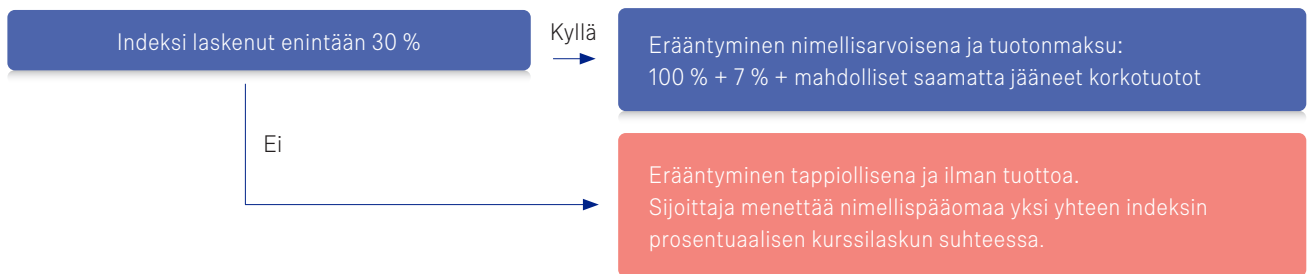 Indeksi laskenut enintään 30 %
Kyllä
Erääntyminen nimellisarvoisena ja tuotonmaksu:
100 % + 7 % + mahdolliset saamatta jääneet korkotuotot
Ei
Erääntyminen tappiollisena ja ilman tuottoa.
Sijoittaja menettää nimellispääomaa yksi yhteen indeksin
prosentuaalisen kurssilaskun suhteessa.